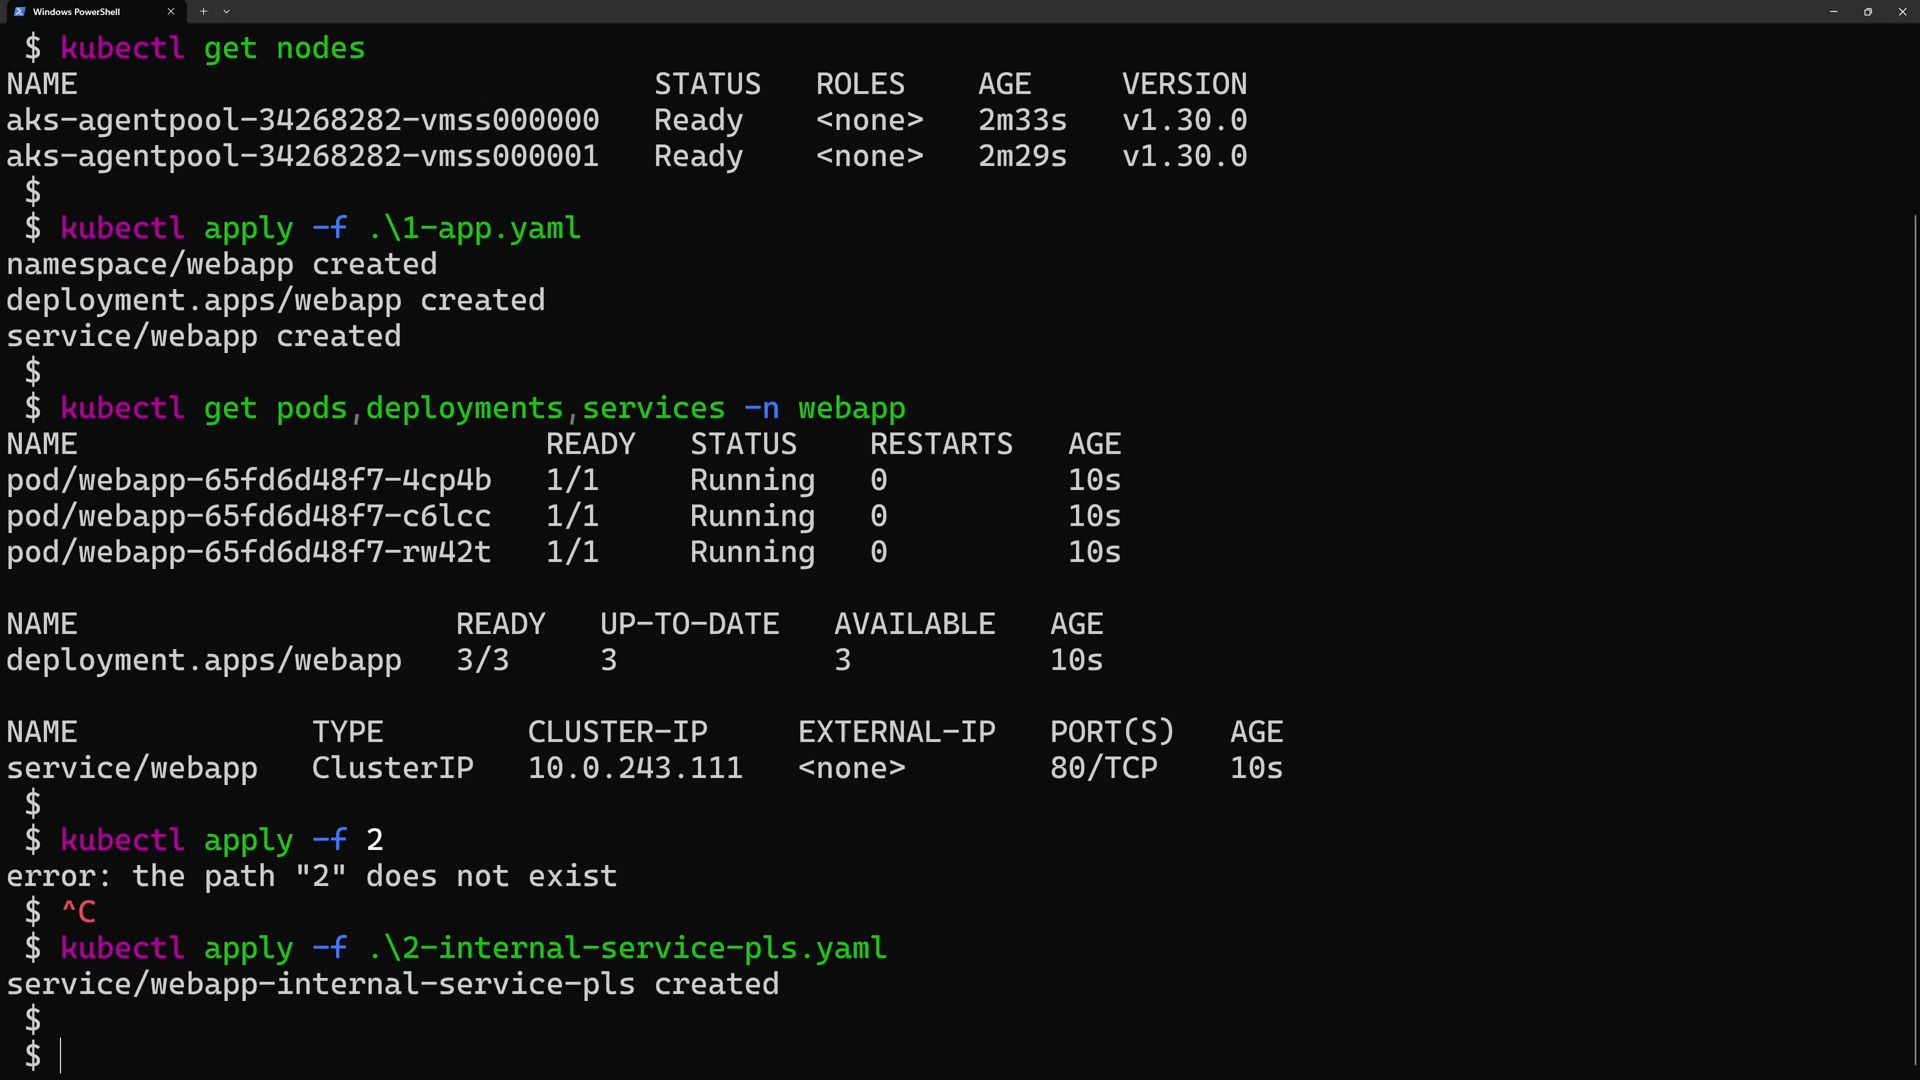 Windows PowerShell
$ kubectl get nodes
NAME STATUS ROLES AGE VERSION
aks-agentpool-34268282-vmss000000 Ready <none> 2m33s v1.30.0
aks-agentpool-34268282-vmss000001 Ready <none> 2m29s v1.30.0
$
$ kubectl apply -f .\1-app.yaml
namespace/webapp created
deployment.apps/webapp created
service/webapp created
$
$ kubectl get pods,deployments,services -n webapp
NAME READY STATUS RESTARTS AGE
pod/webapp-65fd6d48f7-4cp4b 1/1 Running 0 10s
pod/webapp-65fd6d48f7-c6lcc 1/1 Running 0 10s
pod/webapp-65fd6d48f7-rw42t 1/1 Running 0 10s
NAME READY UP-TO-DATE AVAILABLE AGE
deployment.apps/webapp 3/3 3 3 10s
NAME TYPE CLUSTER-IP EXTERNAL-IP PORT(S) AGE
service/webapp ClusterIP 10.0.243.111 <none> 80/TCP 10s
$
$ kubectl apply -f 2
error: the path "2" does not exist
$ ^C
$ kubectl apply -f .\2-internal-service-pls.yaml
service/webapp-internal-service-pls created
$
$